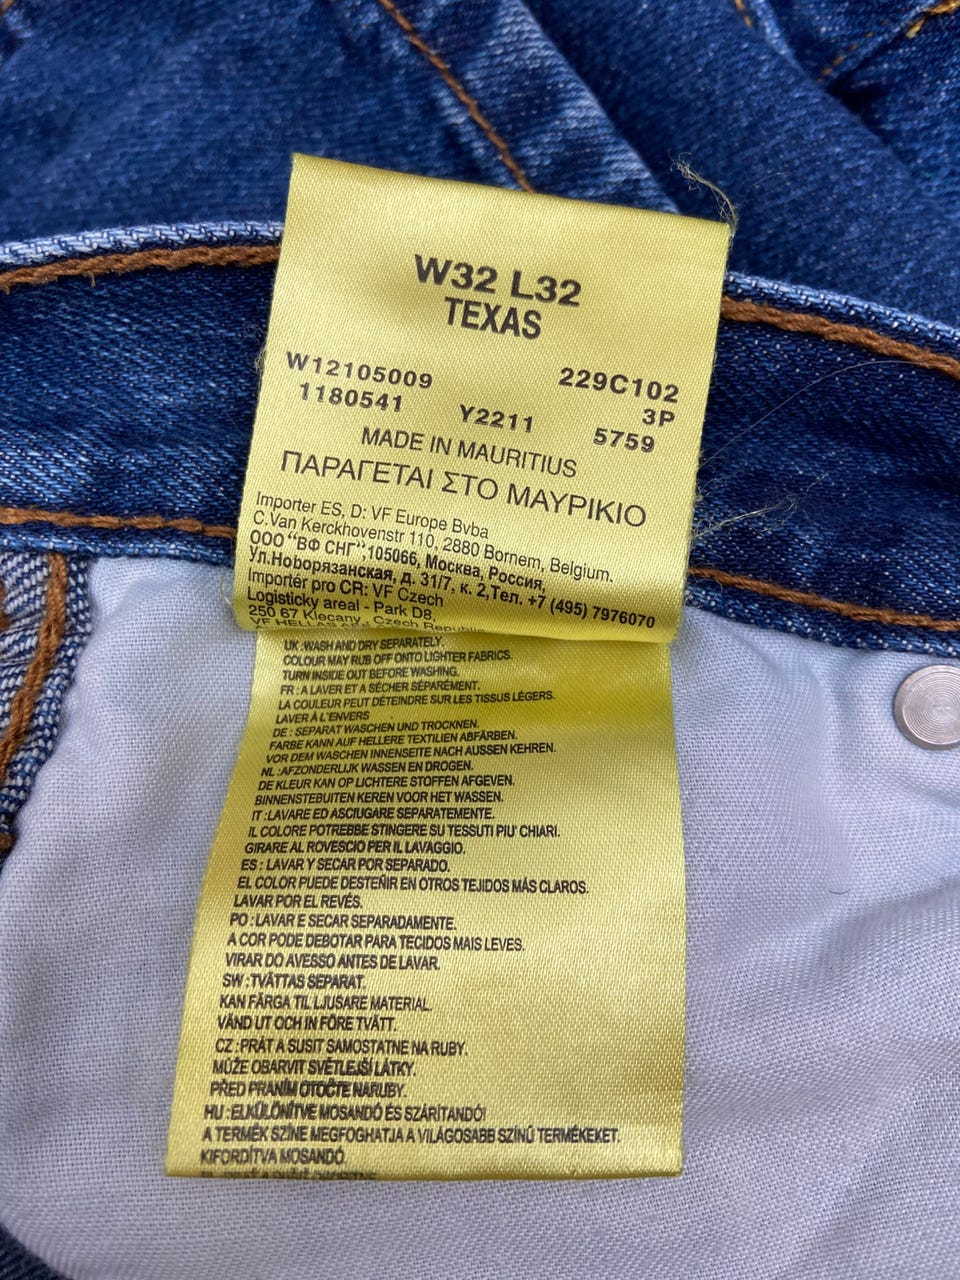 W32 L32
TEXAS
W12105009 229C102
1180541 Y2211 3P
5759
MADE IN MAURITIUS
ΠΑΡΑΓΕΤΑΙ ΣΤΟ ΜΑΥΡΙΚΙΟ
Importer ES, D: VF Europe Bvba
C.Van Kerckhovenstr 110, 2880 Bornem, Belgium.
ООО "ВФ СНГ",105066, Москва, Россия,
Ул.Новорязанская, д. 31/7, к. 2,Тел. +7 (495) 7976070
Importér pro CR: VF Czech
Logisticky areal - Park D8,
250 67 Klecany, Czech Republic
VF HELLAS
UK :WASH AND DRY SEPARATELY.
COLOUR MAY RUB OFF ONTO LIGHTER FABRICS.
TURN INSIDE OUT BEFORE WASHING.
FR : A LAVER ET A SÉCHER SÉPARÉMENT.
LA COULEUR PEUT DÉTEINDRE SUR LES TISSUS LÉGERS.
LAVER À L'ENVERS
DE : SEPARAT WASCHEN UND TROCKNEN.
FARBE KANN AUF HELLERE TEXTILIEN ABFÄRBEN.
VOR DEM WASCHEN INNENSEITE NACH AUSSEN KEHREN.
NL :AFZONDERLIJK WASSEN EN DROGEN.
DE KLEUR KAN OP LICHTERE STOFFEN AFGEVEN.
BINNENSTEBUITEN KEREN VOOR HET WASSEN.
IT :LAVARE ED ASCIUGARE SEPARATEMENTE.
IL COLORE POTREBBE STINGERE SU TESSUTI PIU' CHIARI.
GIRARE AL ROVESCIO PER IL LAVAGGIO.
ES : LAVAR Y SECAR POR SEPARADO.
EL COLOR PUEDE DESTEÑIR EN OTROS TEJIDOS MÁS CLAROS.
LAVAR POR EL REVÉS.
PO : LAVAR E SECAR SEPARADAMENTE.
A COR PODE DEBOTAR PARA TECIDOS MAIS LEVES.
VIRAR DO AVESSO ANTES DE LAVAR.
SW :TVÄTTAS SEPARAT.
KAN FÄRGA TIL LJUSARE MATERIAL.
VÄND UT OCH IN FÖRE TVÄTT.
CZ : PRÁT A SUSIT SAMOSTATNE NA RUBY.
MŮŽE OBARVIT SVĚTLEJŠÍ LÁTKY.
PŘED PRANÍM OTOČTE NARUBY.
HU :ELKÜLÖNÍTVE MOSANDÓ ÉS SZÁRÍTANDÓ!
A TERMÉK SZÍNE MEGFOGHATJA A VILÁGOSABB SZÍNŰ TERMÉKEKET.
KIFORDÍTVA MOSANDÓ.